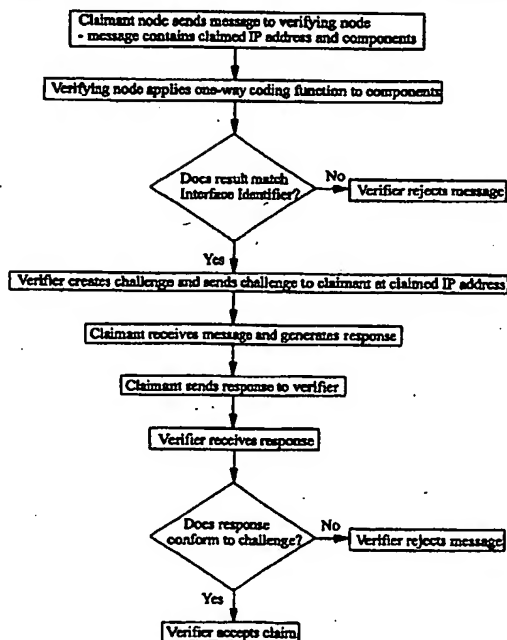 Claimant node sends message to verifying node
- message contains claimed IP address and components
Verifying node applies one-way coding function to components
Does result match
Interface Identifier?
No
Verifier rejects message
Yes
Verifier creates challenge and sends challenge to claimant at claimed IP address
Claimant receives message and generates response
Claimant sends response to verifier
Verifier receives response
Does response
conform to challenge?
No
Verifier rejects message
Yes
Verifier accepts claim